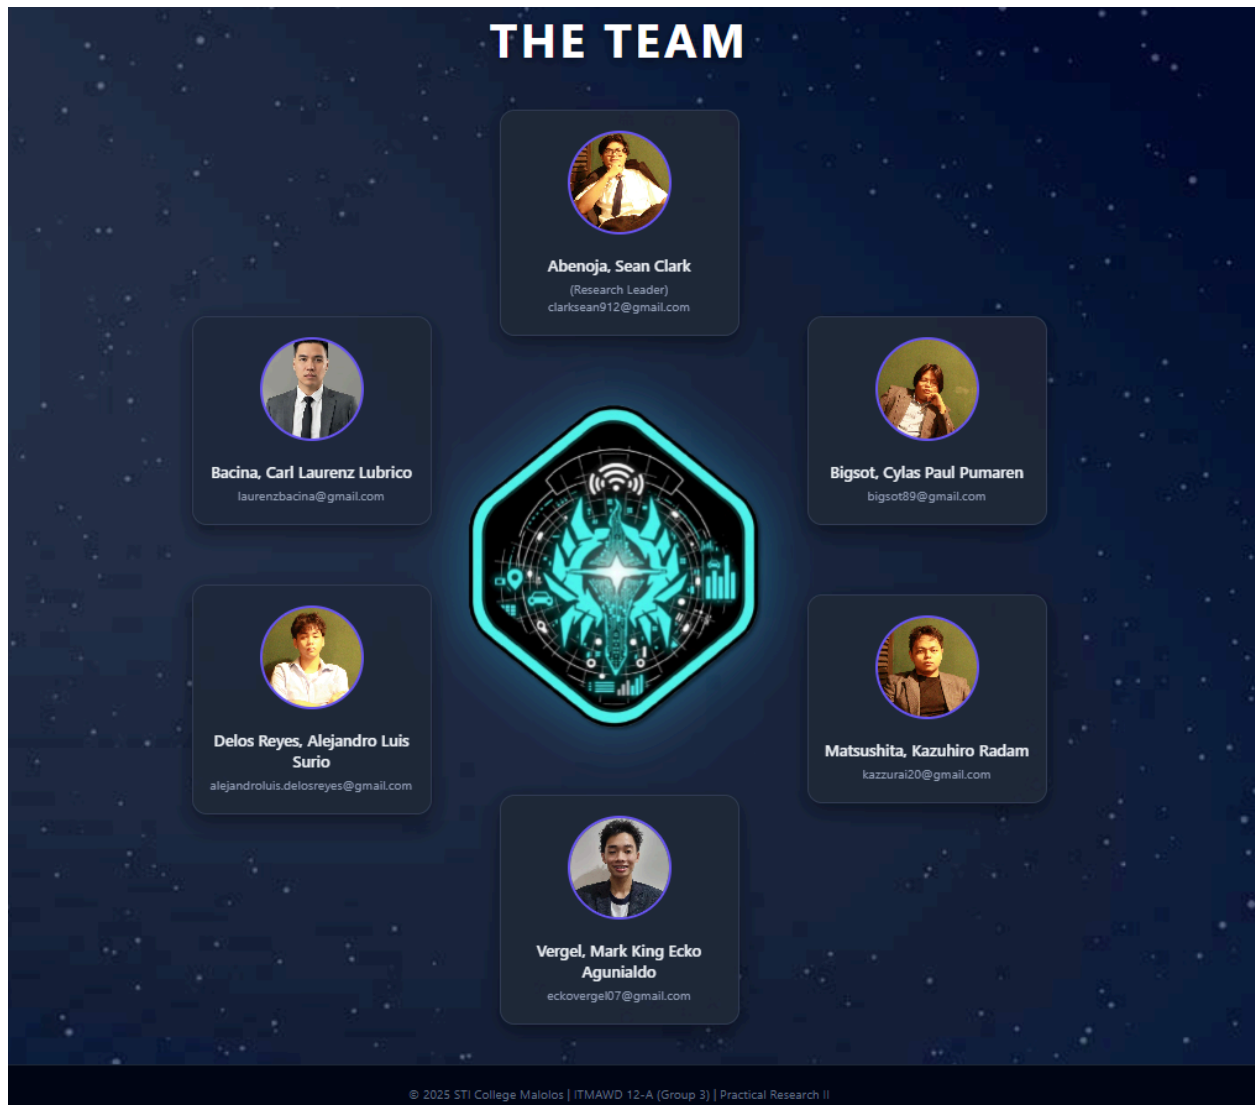 THE TEAM
Abenoja, Sean Clark
(Research Leader)
clarksean912@gmail.com
Bacina, Carl Laurenz Lubrico
laurenzbacina@gmail.com
Bigsot, Cylas Paul Pumaren
bigsot89@gmail.com
Delos Reyes, Alejandro Luis
Surio
alejandroluis.delosreyes@gmail.com
Matsushita, Kazuhiro Radam
kazzurai20@gmail.com
Vergel, Mark King Ecko
Agunialdo
eckovergel07@gmail.com
© 2025 STI College Malolos | ITMAWD 12-A (Group 3) | Practical Research II